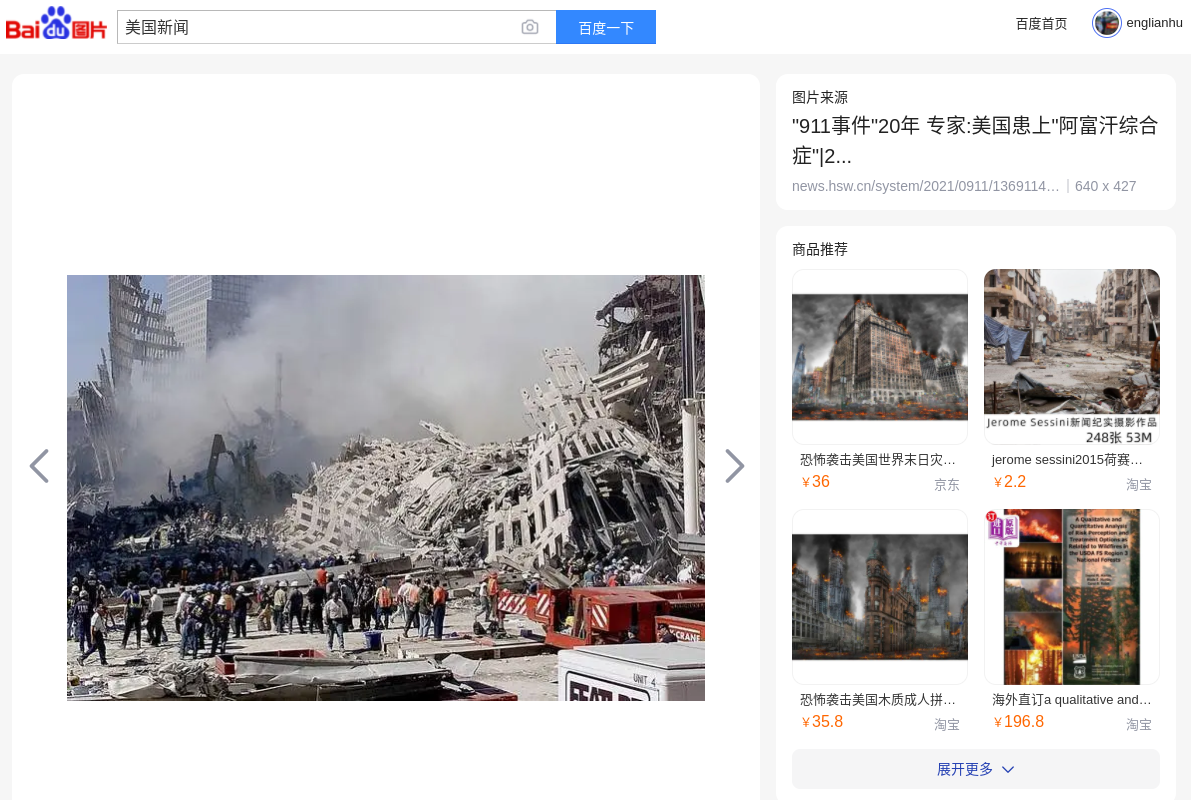 Bai du 图片
美国新闻
百度一下
百度首页
englianhu
图片来源
"911事件"20年 专家:美国患上"阿富汗综合
症"|2...
news.hsw.cn/system/2021/0911/1369114… 640 x 427
商品推荐
Jerome Sessini新闻纪实摄影作品
248张 53M
恐怖袭击美国世界末日灾…
¥36 京东
jerome sessini2015荷赛…
¥2.2 淘宝
A Qualitative and
Quantitative Analysis
of Risk Perception and
Treatment Options as
Related to Wildfires in
the USDA FS Region 3
National Forests
恐怖袭击美国木质成人拼…
¥35.8 淘宝
海外直订a qualitative and…
¥196.8 淘宝
展开更多
CRANE
UNIT 4